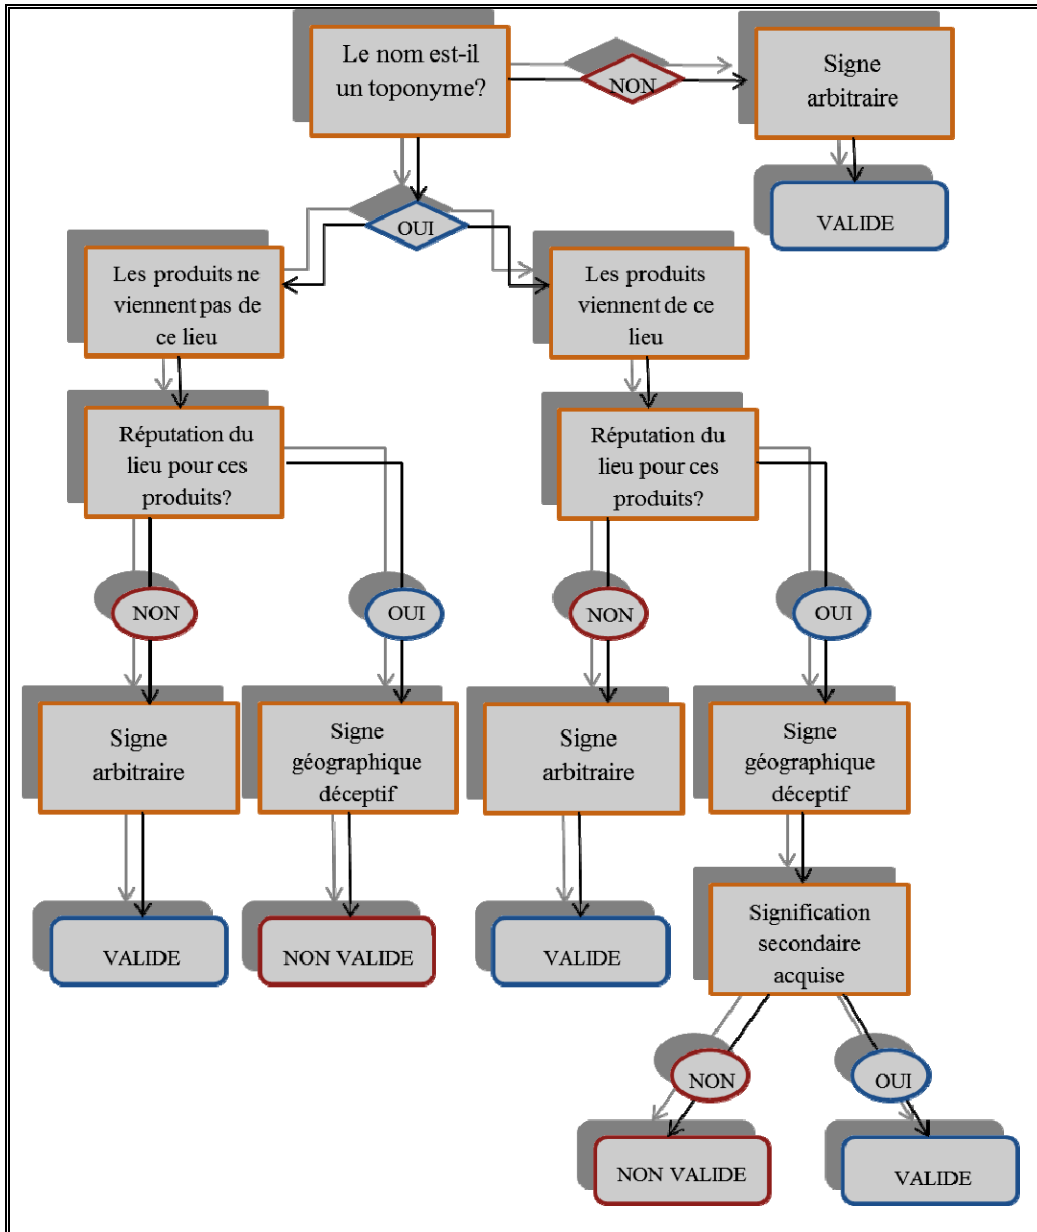 Le nom est-il
un toponyme?
NON
Signe
arbitraire
VALIDE
OUI
Les produits ne
viennent pas de
ce lieu
Les produits
viennent de ce
lieu
Réputation du
lieu pour ces
produits?
Réputation du
lieu pour ces
produits?
NON
OUI
NON
OUI
Signe
arbitraire
Signe
géographique
déceptif
Signe
arbitraire
Signe
géographique
déceptif
VALIDE
NON VALIDE
VALIDE
Signification
secondaire
acquise
NON
OUI
NON VALIDE
VALIDE